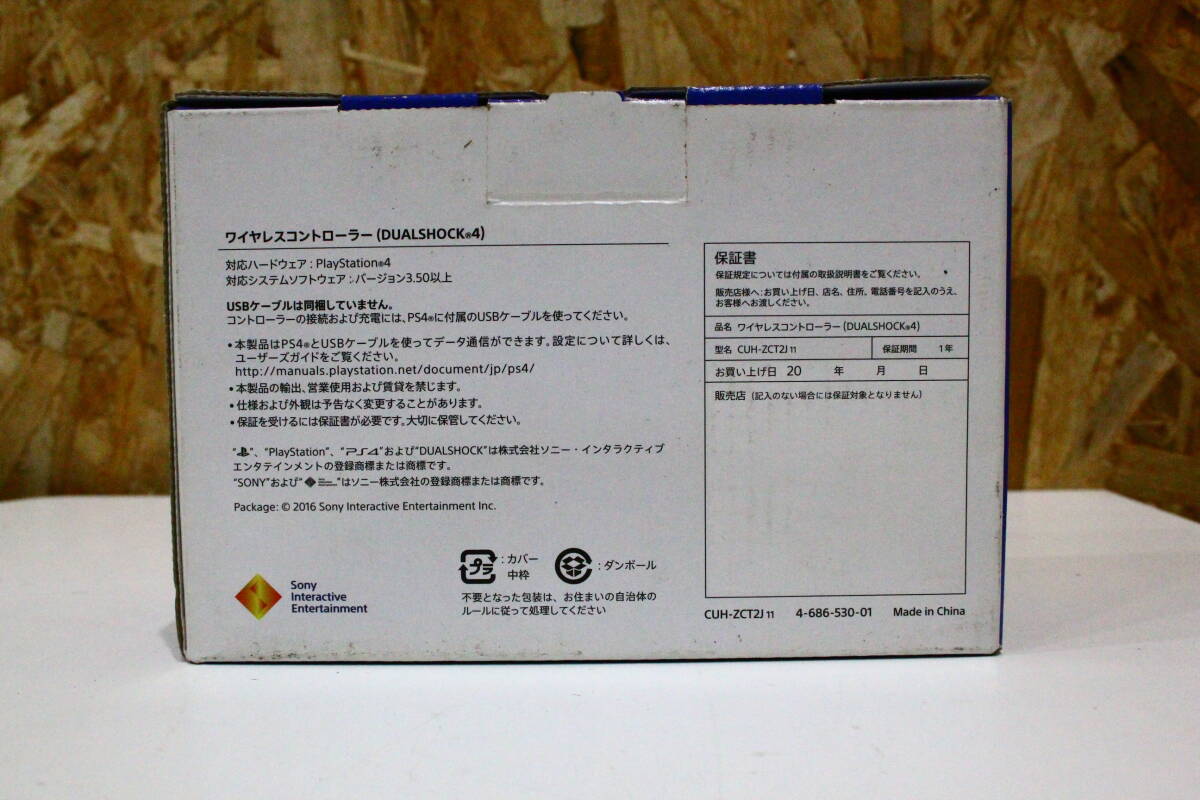 ワイヤレスコントローラー(DUALSHOCK®4)
対応ハードウェア：PlayStation®4
対応システムソフトウェア：バージョン3.50以上
USBケーブルは同梱していません。
コントローラーの接続および充電には、PS4®に付属のUSBケーブルを使ってください。
•本製品はPS4®とUSBケーブルを使ってデータ通信ができます。設定について詳しくは、
ユーザーズガイドをご覧ください。
http://manuals.playstation.net/document/jp/ps4/
•本製品の輸出、営業使用および賃貸を禁じます。
•仕様および外観は予告なく変更することがあります。
•保証を受けるには保証書が必要です。大切に保管してください。
“ ”、“PlayStation”、“PS4”および“DUALSHOCK”は株式会社ソニー・インタラクティブ
エンタテインメントの登録商標または商標です。
“SONY”および“ ”はソニー株式会社の登録商標または商標です。
Package: © 2016 Sony Interactive Entertainment Inc.
Sony
Interactive
Entertainment
プラ：カバー
中枠
：ダンボール
不要となった包装は、お住まいの自治体の
ルールに従って処理してください
保証書
保証規定については付属の取扱説明書をご覧ください。
販売店様へ：お買い上げ日、店名、住所、電話番号を記入のうえ、
お客様へお渡しください。
品名 ワイヤレスコントローラー(DUALSHOCK®4)
型名 CUH-ZCT2J 11 保証期間 1年
お買い上げ日 20 年 月 日
販売店（記入のない場合には保証対象となりません）
CUH-ZCT2J 11 4-686-530-01 Made in China